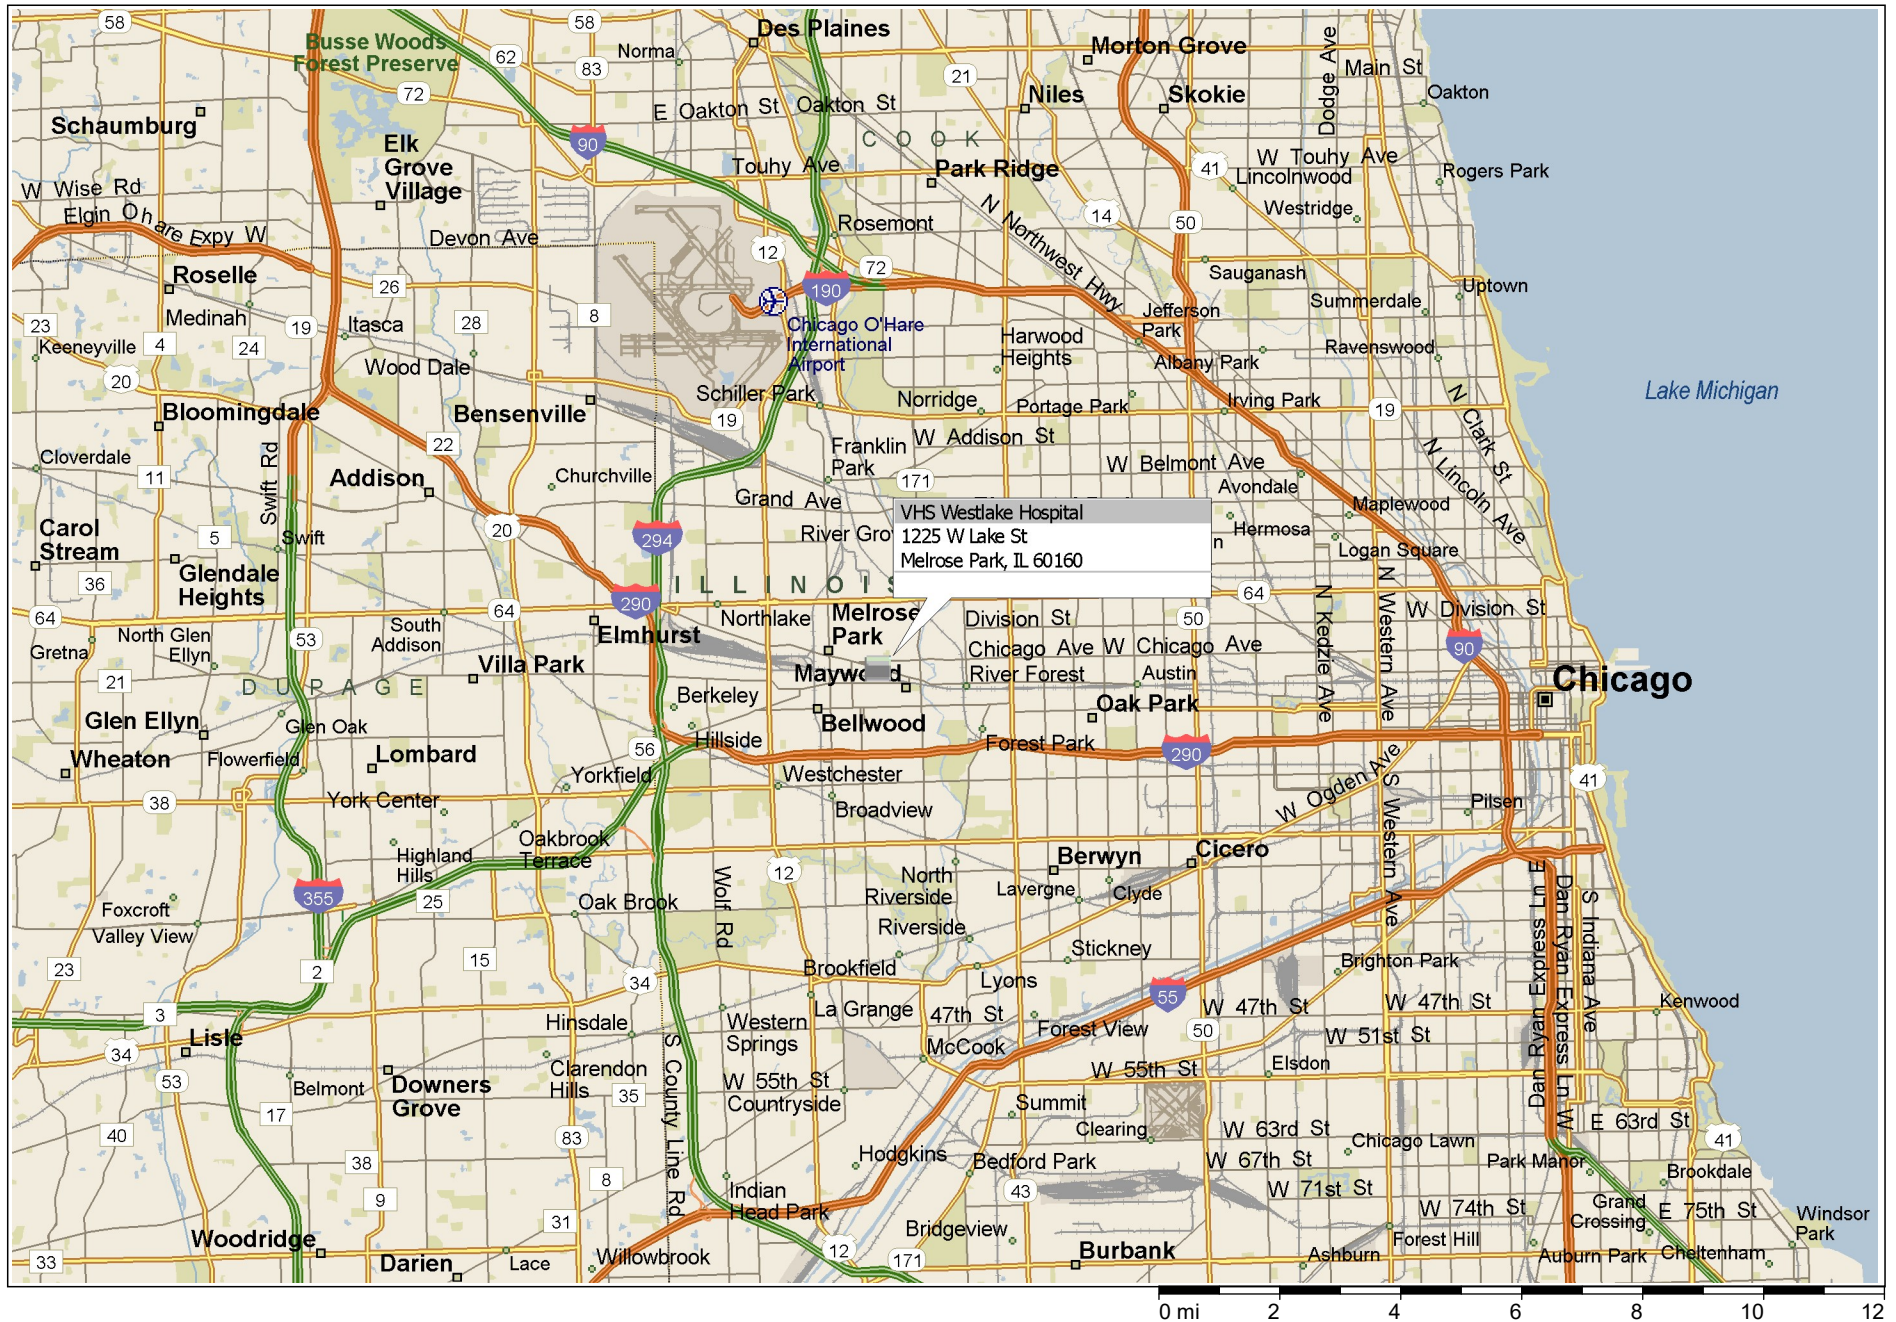 58
58
Des Plaines
Busse Woods
Forest Preserve
62
83
Norma
Morton Grove
Dodge Ave
Main St
21
72
Niles
Skokie
Oakton
E Oakton St
Oakton St
Schaumburg
90
COOK
Elk
Grove
Village
Touhy Ave
Park Ridge
41
W Touhy Ave
Lincolnwood
Rogers Park
W Wise Rd
Elgin Ohare Expy W
Devon Ave
Rosemont
N Northwest Hwy
14
50
Westridge
12
72
Roselle
26
190
Sauganash
Uptown
Medinah
19
Itasca
28
8
Chicago O'Hare
International
Airport
Harwood
Heights
Jefferson
Park
Summerdale
23
Keeneyville
4
24
Wood Dale
Albany Park
Ravenswood
20
Bloomingdale
Bensenville
Schiller Park
19
Norridge
Portage Park
Irving Park
19
Lake Michigan
N Clark St
22
Franklin
Park
W Addison St
Cloverdale
Swift Rd
11
Addison
Churchville
171
W Belmont Ave
Avondale
N Lincoln Ave
Grand Ave
Maplewood
Carol
Stream
5
Swift
20
294
River Gro
VHS Westlake Hospital
1225 W Lake St
Melrose Park, IL 60160
n
Hermosa
Logan Square
36
Glendale
Heights
290
ILLINOIS
64
64
64
Northlake
Melrose
Park
Division St
50
N Kedzie Ave
N Western Ave
W Division St
North Glen
Ellyn
53
South
Addison
Elmhurst
Gretna
Villa Park
Chicago Ave
W Chicago Ave
90
21
DUPAGE
Maywood
River Forest
Austin
Chicago
Berkeley
Oak Park
Glen Ellyn
Glen Oak
Bellwood
Wheaton
Flowerfield
Lombard
56
Hillside
Forest Park
290
Yorkfield
Westchester
W Ogden Ave
S Western Ave
41
38
York Center
Broadview
Pilsen
Oakbrook
Terrace
Highland
Hills
12
Berwyn
Cicero
355
25
Wolf Rd
North
Riverside
Lavergne
Clyde
Foxcroft
Oak Brook
Valley View
Riverside
Dan Ryan Express Ln E
Dan Ryan Express Ln W
S Indiana Ave
23
2
15
34
Brookfield
Stickney
Lyons
Brighton Park
3
La Grange
47th St
55
W 47th St
W 47th St
Kenwood
Lisle
Hinsdale
Western
Springs
Forest View
50
W 51st St
34
53
S County Line Rd
McCook
Clarendon
Hills
W 55th St
Elsdon
Belmont
Downers
Grove
35
W 55th St
Countryside
17
Summit
40
83
Clearing
W 63rd St
E 63rd St
41
38
Hodgkins
Bedford Park
Chicago Lawn
W 67th St
Park Manor
Brookdale
9
8
Indian
Head Park
43
W 71st St
31
Bridgeview
W 74th St
Grand
Crossing
E 75th St
Windsor
Park
Woodridge
12
171
Forest Hill
33
Darien
Lace
Willowbrook
Burbank
Ashburn
Auburn Park
Cheltenham
0 mi 2 4 6 8 10 12